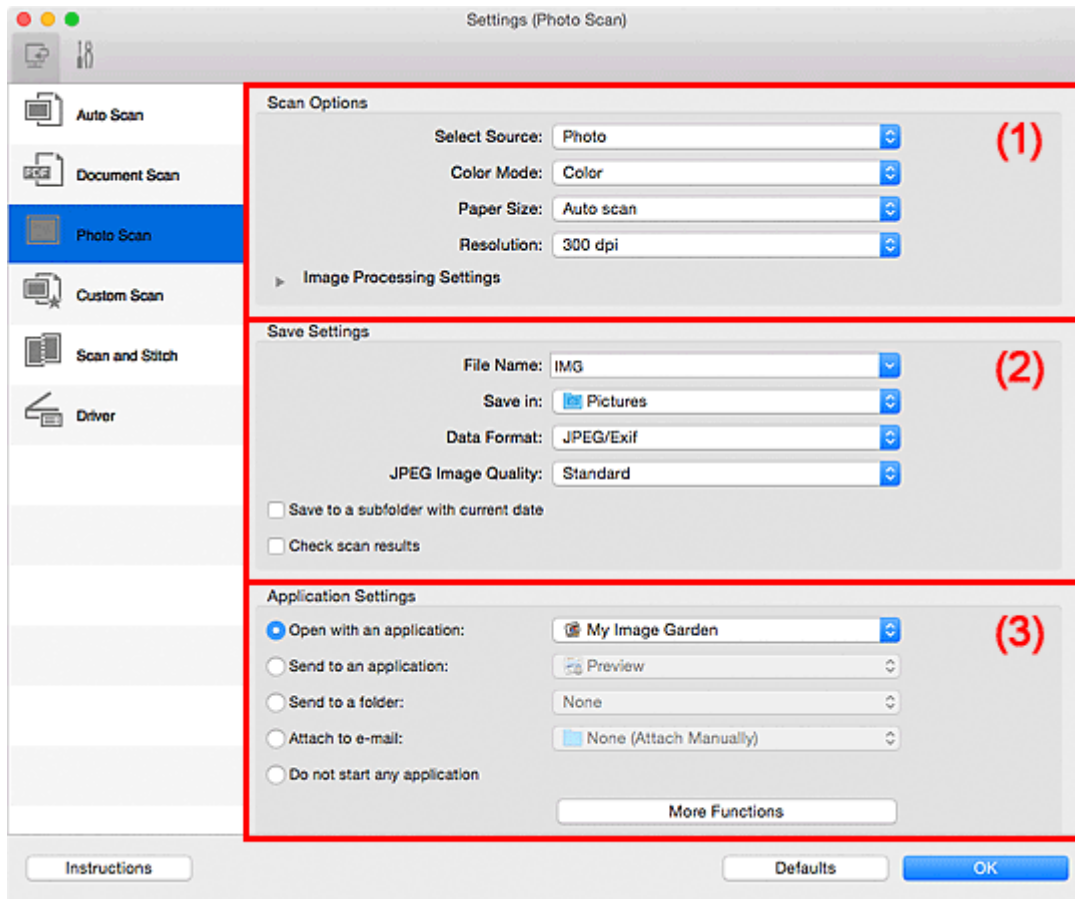 Settings (Photo Scan)
Auto Scan
PDF
Document Scan
Photo Scan
Custom Scan
Scan and Stitch
Driver
Scan Options
(1)
Select Source: Photo
Color Mode: Color
Paper Size: Auto scan
Resolution: 300 dpi
Image Processing Settings
Save Settings
(2)
File Name: IMG
Save in: Pictures
Data Format: JPEG/Exif
JPEG Image Quality: Standard
Save to a subfolder with current date
Check scan results
Application Settings
(3)
Open with an application: My Image Garden
Send to an application: Preview
Send to a folder: None
Attach to e-mail: None (Attach Manually)
Do not start any application
More Functions
Instructions
Defaults
OK